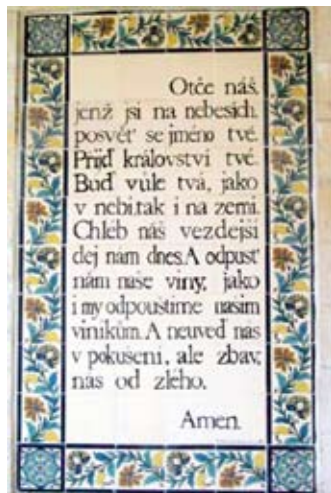 Otče náš,
jenž jsi na nebesích,
posvěť se jméno tvé.
Přijď království tvé.
Buď vůle tvá, jako
v nebi, tak i na zemi.
Chléb náš vezdejší
dej nám dnes. A odpusť
nám naše viny, jako
i my odpouštíme našim
viníkům. A neuveď nás
v pokušení, ale zbav
nás od zlého.
Amen.